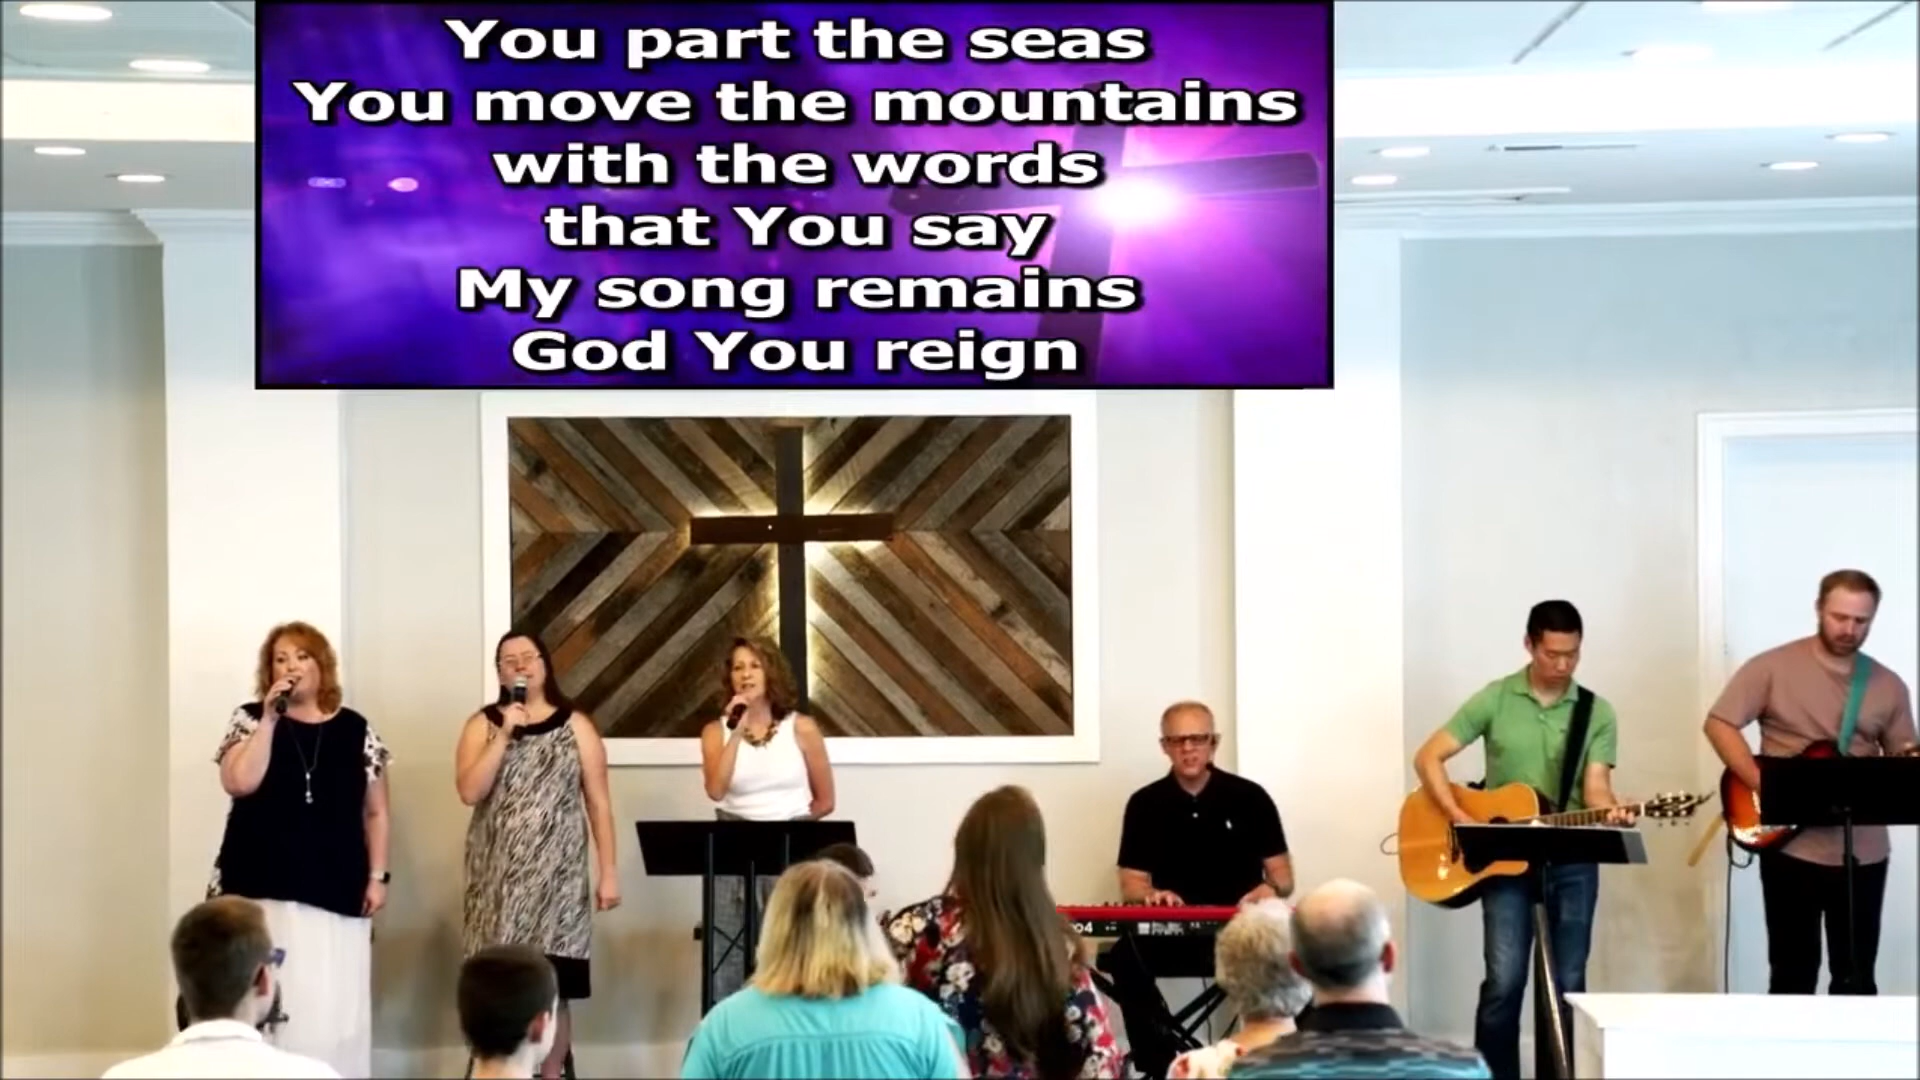 You part the seas
You move the mountains
with the words
that You say
My song remains
God You reign